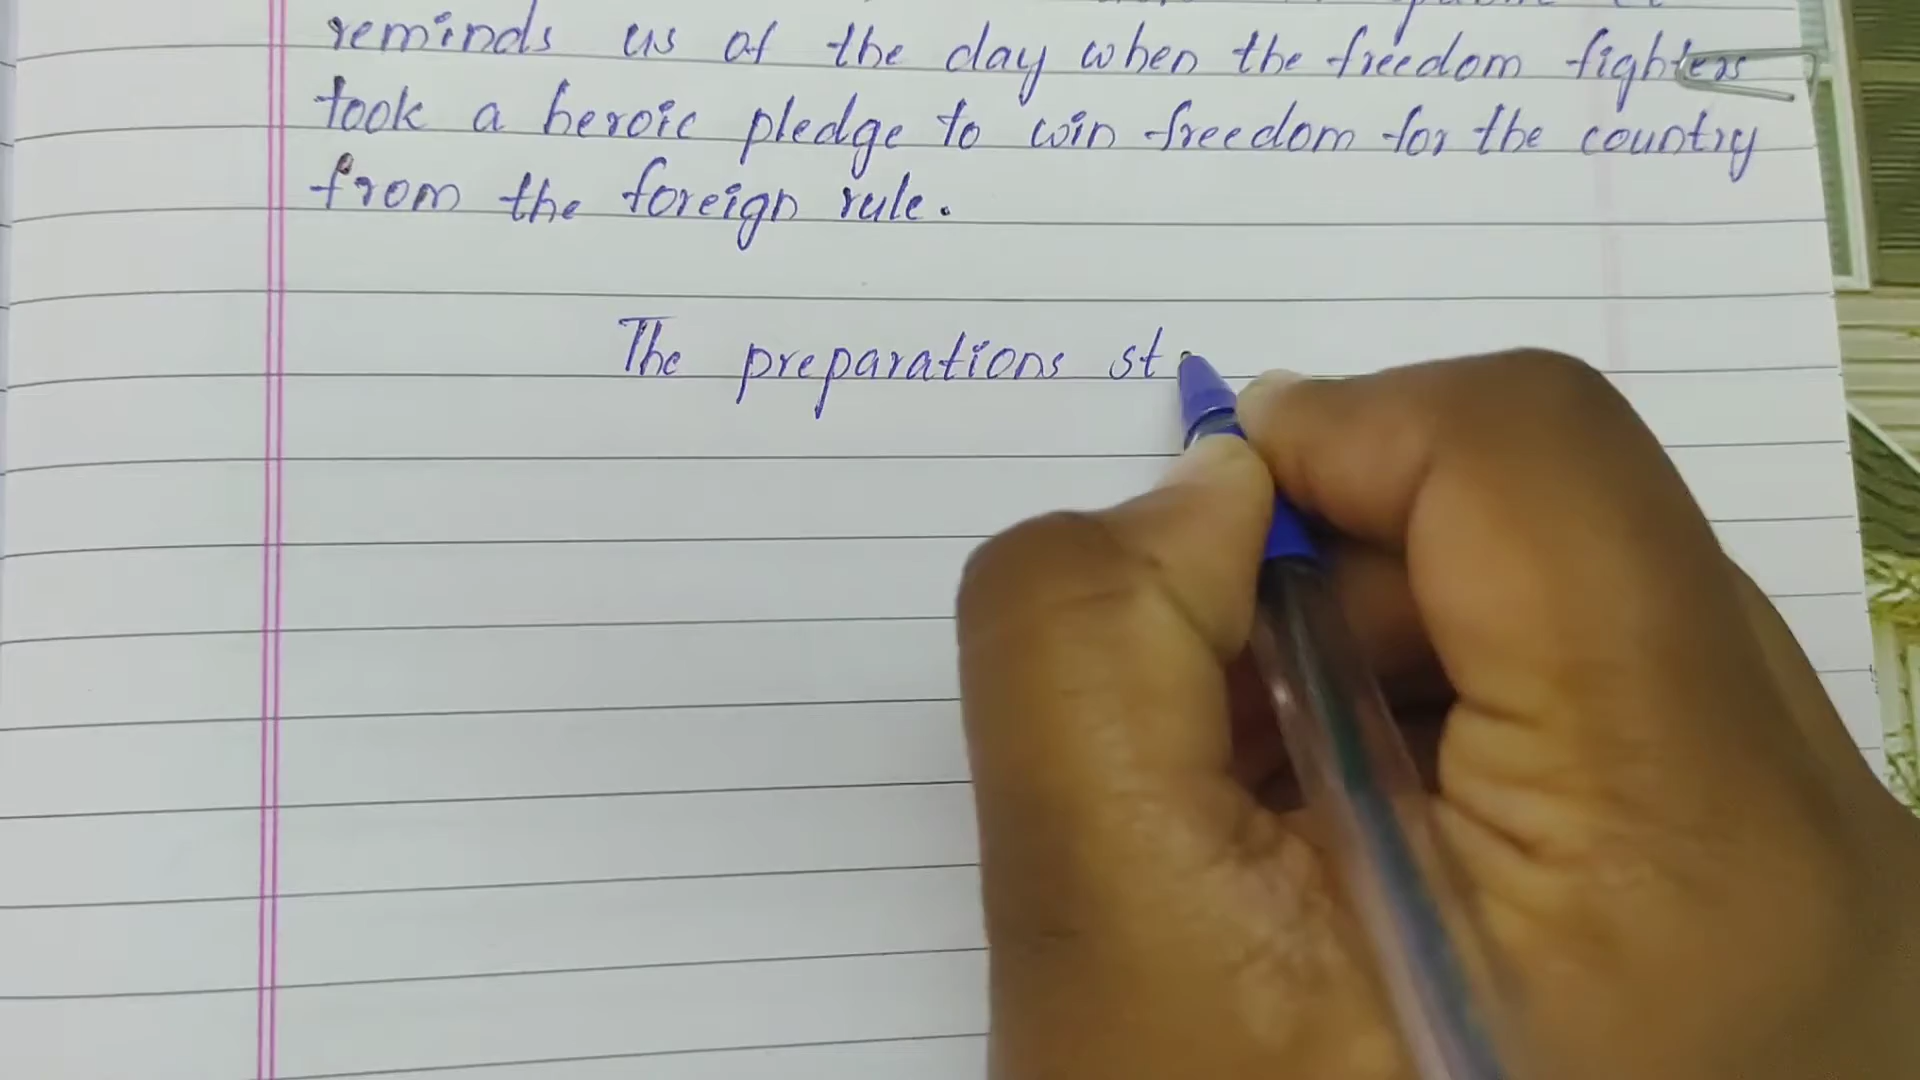 reminds us of the day when the freedom fighters
took a heroic pledge to win freedom for the country
from the foreign rule.
The preparations st